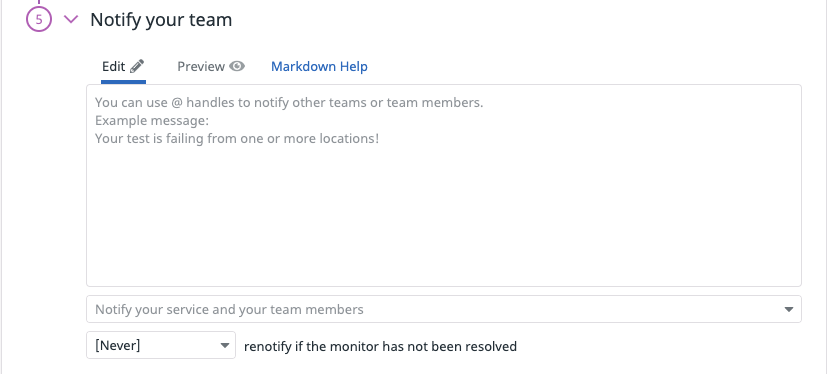 5 Notify your team
Edit Preview Markdown Help
You can use @ handles to notify other teams or team members.
Example message:
Your test is failing from one or more locations!
Notify your service and your team members
[Never] renotify if the monitor has not been resolved